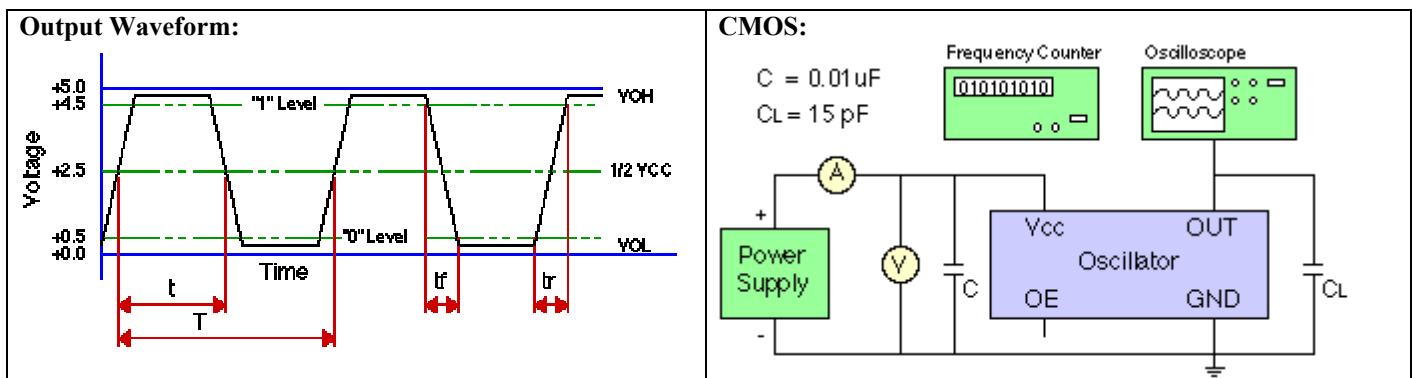 Output Waveform:
+5.0
+4.5
"1" Level
VOH
Voltage
+2.5
1/2 VCC
+0.5
"0" Level
VOL
+0.0
Time
t
tf
tr
T
CMOS:
Frequency Counter
Oscilloscope
C = 0.01uF
010101010
CL = 15 pF
A
+
Vcc
OUT
Power
Supply
V
C
Oscillator
CL
OE
GND
-